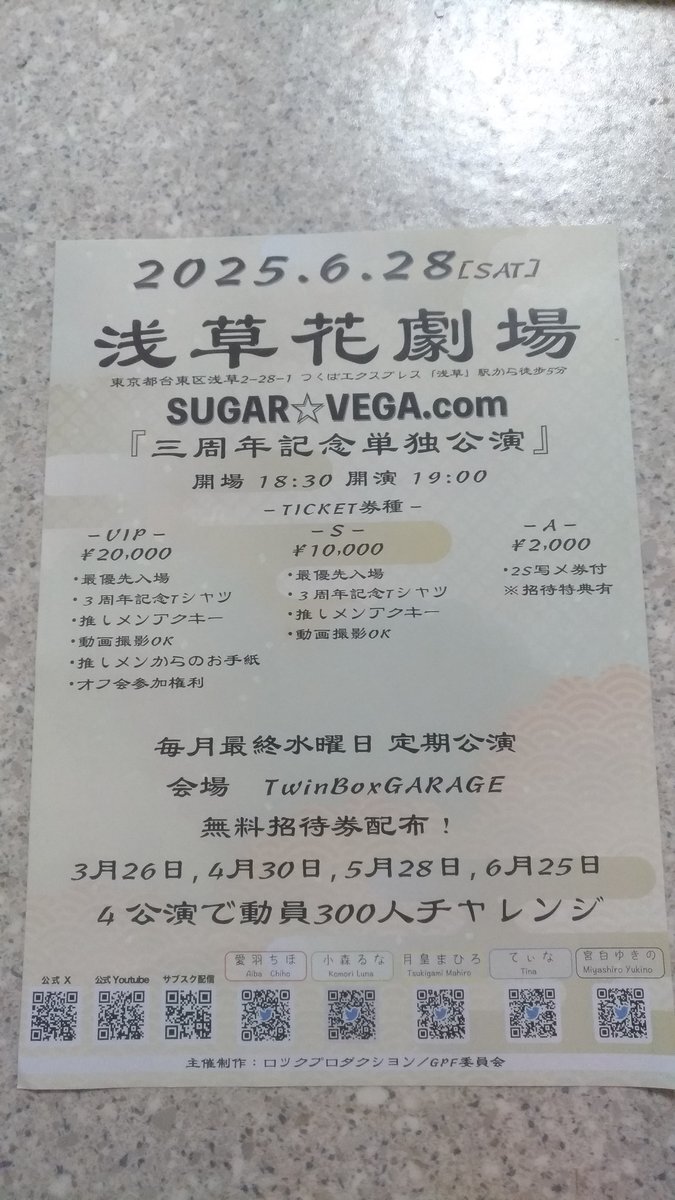 2025.6.28[SAT]
浅草花劇場
東京都台東区浅草2-28-1 つくばエクスプレス「浅草」駅から徒歩5分
SUGAR☆VEGA.com
『三周年記念単独公演』
開場 18:30 開演 19:00
-TICKET券種-
-VIP-
¥20,000
・最優先入場
・3周年記念Tシャツ
・推しメンアクキー
・動画撮影OK
・推しメンからのお手紙
・オフ会参加権利
-S-
¥10,000
・最優先入場
・3周年記念Tシャツ
・推しメンアクキー
・動画撮影OK
-A-
¥2,000
・2S写メ券付
※招待特典有
毎月最終水曜日 定期公演
会場 TwinBoxGARAGE
無料招待券配布！
3月26日,4月30日,5月28日,6月25日
4公演で動員300人チャレンジ
公式 X
公式 Youtube
サブスク配信
愛羽ちほ
Aiba Chiho
小森るな
Komori Luna
月皇まひろ
Tsukigami Mahiro
てぃな
Tina
宮白ゆきの
Miyashiro Yukino
主催制作：ロックプロダクション/GPF委員会